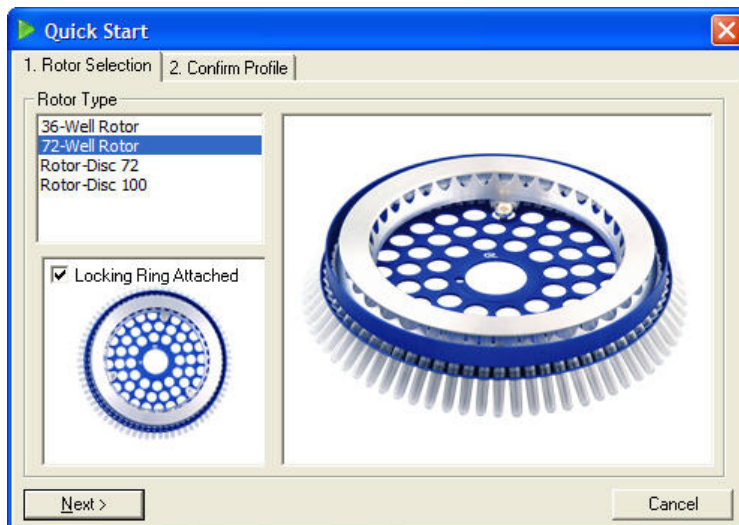 Quick Start
1. Rotor Selection
2. Confirm Profile
Rotor Type
36-Well Rotor
72-Well Rotor
Rotor-Disc 72
Rotor-Disc 100
Locking Ring Attached
Next >
Cancel